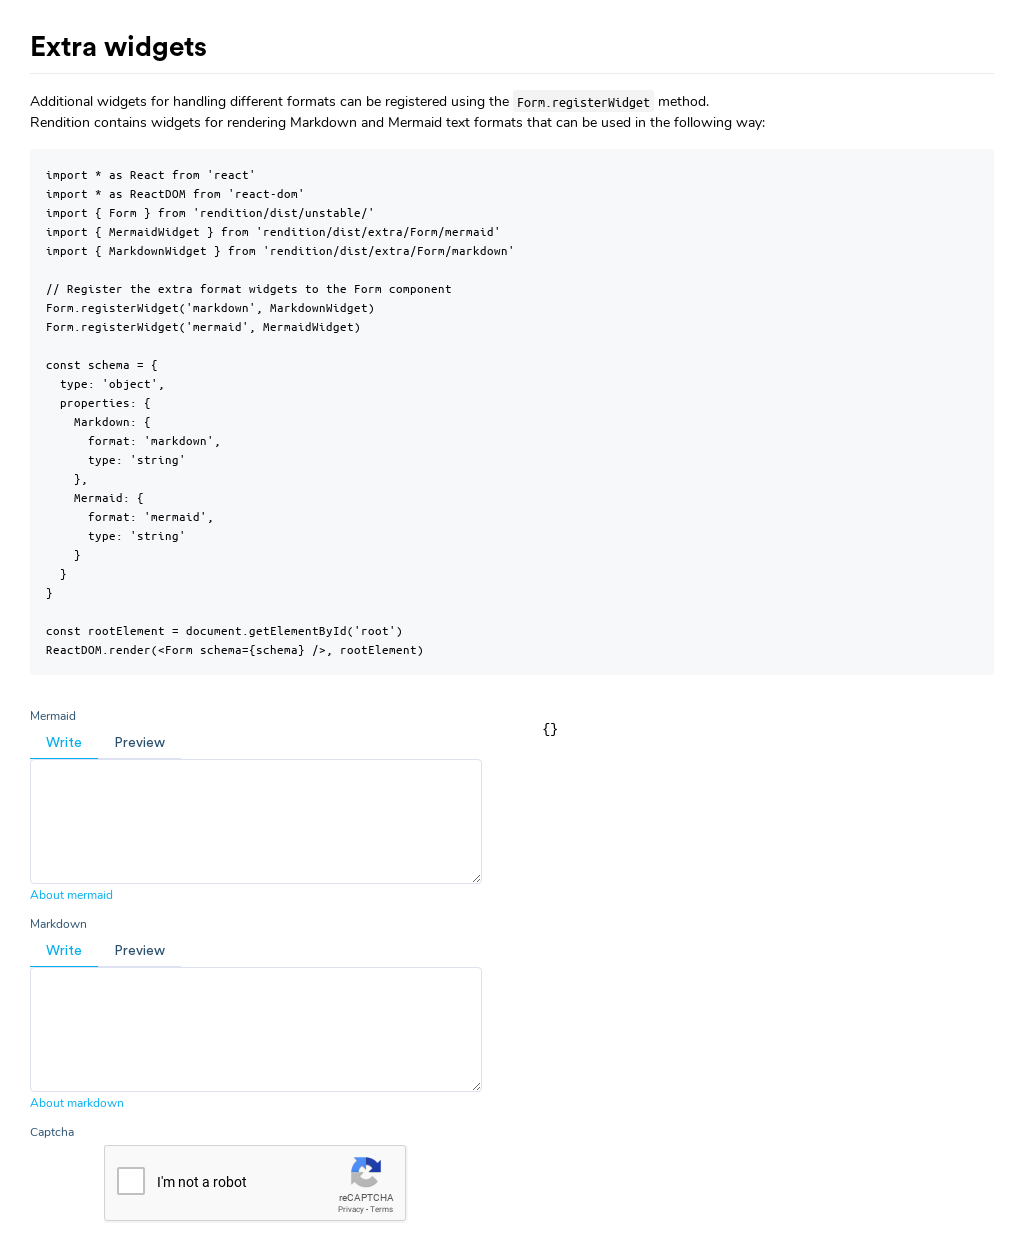 Extra widgets
Additional widgets for handling different formats can be registered using the Form.registerWidget method.
Rendition contains widgets for rendering Markdown and Mermaid text formats that can be used in the following way:
import * as React from 'react'
import * as ReactDOM from 'react-dom'
import { Form } from 'rendition/dist/unstable/'
import { MermaidWidget } from 'rendition/dist/extra/Form/mermaid'
import { MarkdownWidget } from 'rendition/dist/extra/Form/markdown'

// Register the extra format widgets to the Form component
Form.registerWidget('markdown', MarkdownWidget)
Form.registerWidget('mermaid', MermaidWidget)

const schema = {
  type: 'object',
  properties: {
    Markdown: {
      format: 'markdown',
      type: 'string'
    },
    Mermaid: {
      format: 'mermaid',
      type: 'string'
    }
  }
}

const rootElement = document.getElementById('root')
ReactDOM.render(<Form schema={schema} />, rootElement)
Mermaid
{}
Write Preview
About mermaid
Markdown
Write Preview
About markdown
Captcha
I'm not a robot
reCAPTCHA
Privacy - Terms